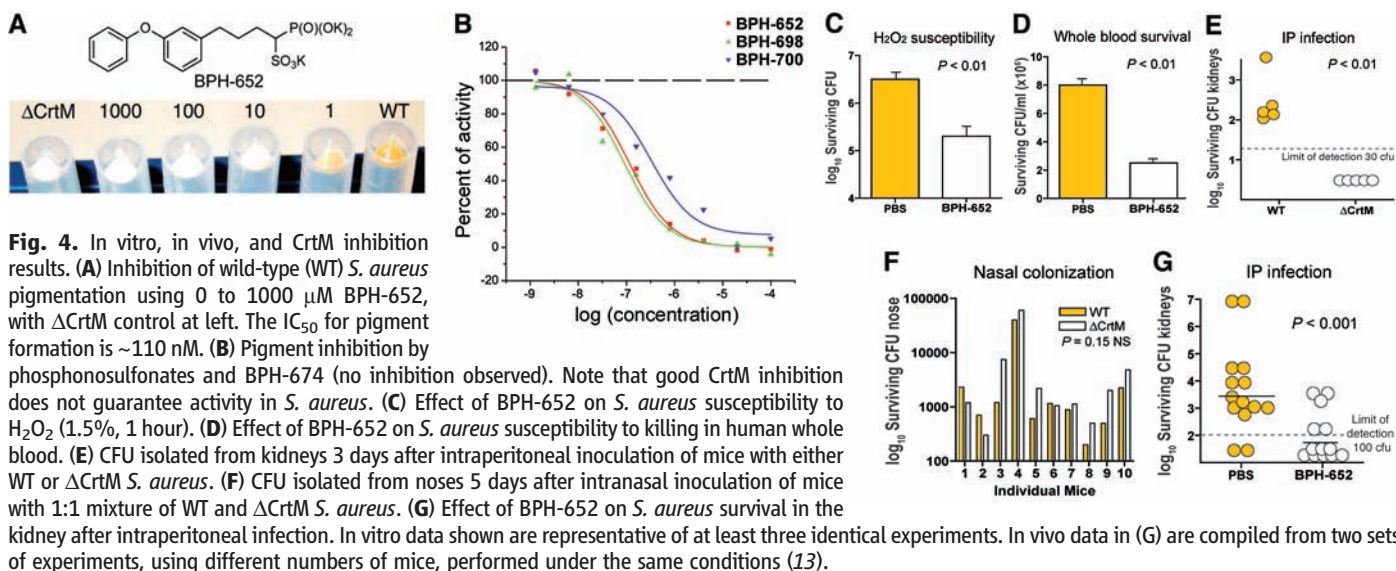 A
P(O)(OK)2
SO3K
BPH-652
ΔCrtM 1000 100 10 1 WT
B
BPH-652
BPH-698
BPH-700
Percent of activity
120
100
80
60
40
20
0
-20
-9 -8 -7 -6 -5 -4
log (concentration)
C
H2O2 susceptibility
P < 0.01
log10 Surviving CFU
7
6
5
4
PBS BPH-652
D
Whole blood survival
P < 0.01
Surviving CFU/ml (x10⁶)
10
8
6
4
2
0
PBS BPH-652
E
IP infection
P < 0.01
log10 Surviving CFU kidneys
4
3
2
1
Limit of detection 30 cfu
WT ΔCrtM
F
Nasal colonization
WT
ΔCrtM
P = 0.15 NS
log10 Surviving CFU nose
100000
10000
1000
100
1 2 3 4 5 6 7 8 9 10
Individual Mice
G
IP infection
P < 0.001
log10 Surviving CFU kidneys
7
6
5
4
3
2
Limit of
detection
100 cfu
PBS BPH-652
Fig. 4. In vitro, in vivo, and CrtM inhibition
results. (A) Inhibition of wild-type (WT) S. aureus
pigmentation using 0 to 1000 μM BPH-652,
with ΔCrtM control at left. The IC50 for pigment
formation is ~110 nM. (B) Pigment inhibition by
phosphonosulfonates and BPH-674 (no inhibition observed). Note that good CrtM inhibition
does not guarantee activity in S. aureus. (C) Effect of BPH-652 on S. aureus susceptibility to
H2O2 (1.5%, 1 hour). (D) Effect of BPH-652 on S. aureus susceptibility to killing in human whole
blood. (E) CFU isolated from kidneys 3 days after intraperitoneal inoculation of mice with either
WT or ΔCrtM S. aureus. (F) CFU isolated from noses 5 days after intranasal inoculation of mice
with 1:1 mixture of WT and ΔCrtM S. aureus. (G) Effect of BPH-652 on S. aureus survival in the
kidney after intraperitoneal infection. In vitro data shown are representative of at least three identical experiments. In vivo data in (G) are compiled from two sets
of experiments, using different numbers of mice, performed under the same conditions (13).